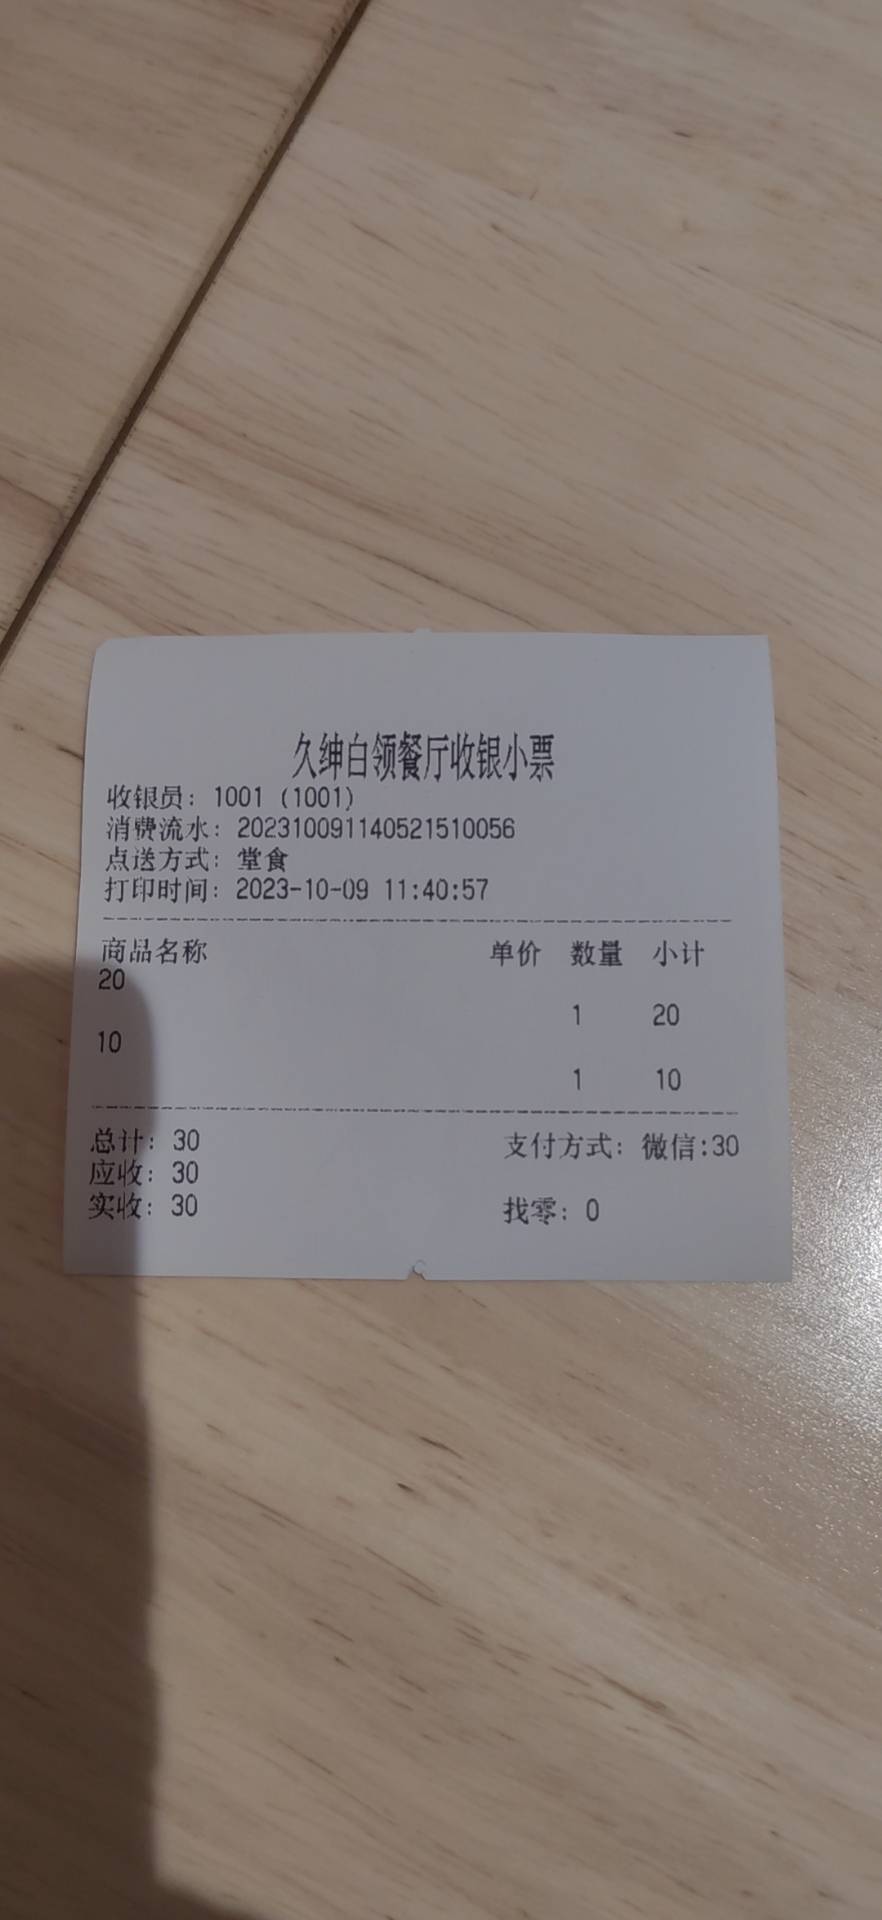 久绅白领餐厅收银小票
收银员：1001 (1001)
消费流水：2023100911140521510056
点送方式：堂食
打印时间：2023-10-09 11:40:57
商品名称 单价 数量 小计
20
1 20
10
1 10
总计：30 支付方式：微信:30
应收：30
实收：30 找零：0